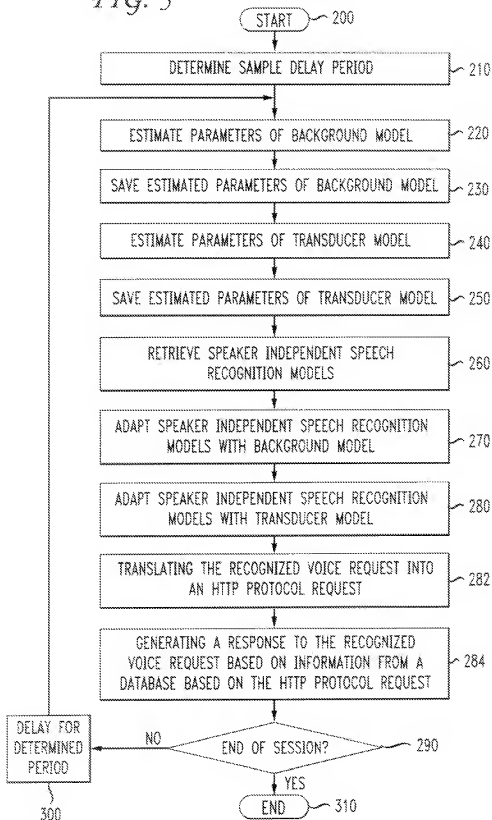 Fig. 3
START
200
DETERMINE SAMPLE DELAY PERIOD
210
ESTIMATE PARAMETERS OF BACKGROUND MODEL
220
SAVE ESTIMATED PARAMETERS OF BACKGROUND MODEL
230
ESTIMATE PARAMETERS OF TRANSDUCER MODEL
240
SAVE ESTIMATED PARAMETERS OF TRANSDUCER MODEL
250
RETRIEVE SPEAKER INDEPENDENT SPEECH
RECOGNITION MODELS
260
ADAPT SPEAKER INDEPENDENT SPEECH RECOGNITION
MODELS WITH BACKGROUND MODEL
270
ADAPT SPEAKER INDEPENDENT SPEECH RECOGNITION
MODELS WITH TRANSDUCER MODEL
280
TRANSLATING THE RECOGNIZED VOICE REQUEST INTO
AN HTTP PROTOCOL REQUEST
282
GENERATING A RESPONSE TO THE RECOGNIZED
VOICE REQUEST BASED ON INFORMATION FROM A
DATABASE BASED ON THE HTTP PROTOCOL REQUEST
284
END OF SESSION?
290
NO
DELAY FOR
DETERMINED
PERIOD
300
YES
END
310